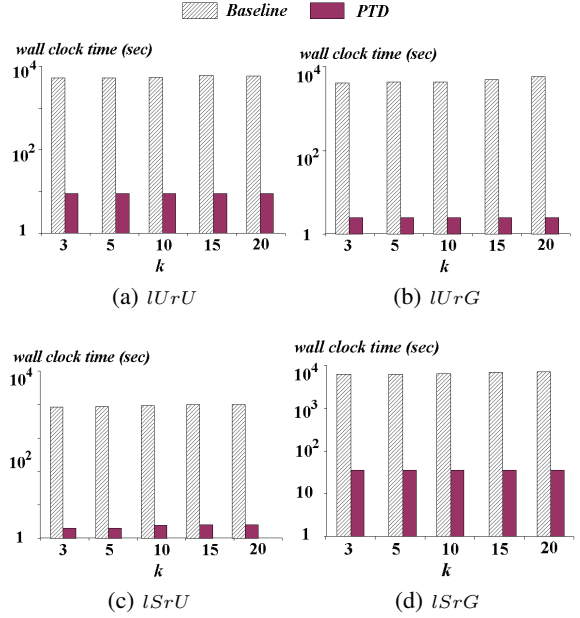 Baseline PTD
wall clock time (sec)
10^4
10^2
1
3 5 10 15 20
k
(a) lUrU
wall clock time (sec)
10^4
10^2
1
3 5 10 15 20
k
(b) lUrG
wall clock time (sec)
10^4
10^2
1
3 5 10 15 20
k
(c) lSrU
wall clock time (sec)
10^4
10^3
10^2
10
1
3 5 10 15 20
k
(d) lSrG